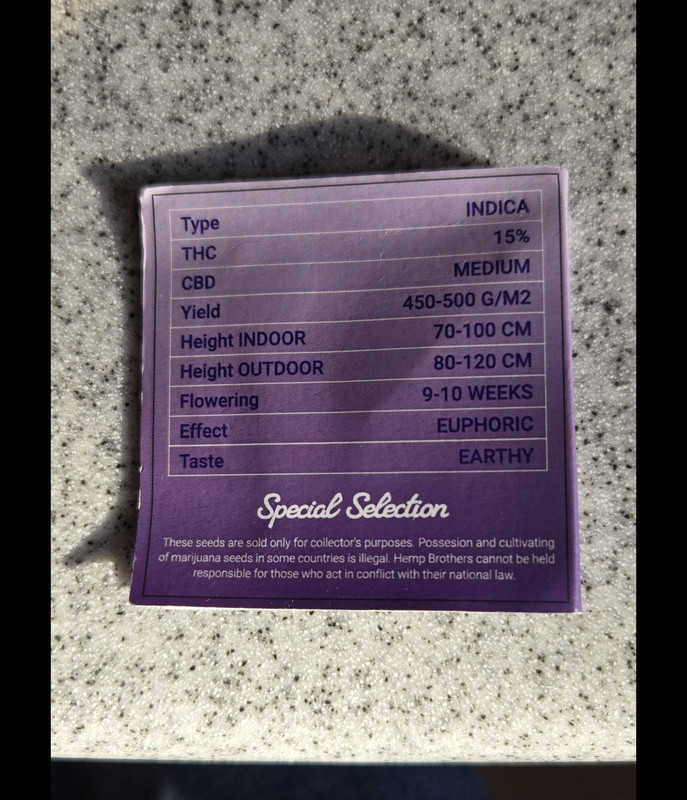 Type INDICA
THC 15%
CBD MEDIUM
Yield 450-500 G/M2
Height INDOOR 70-100 CM
Height OUTDOOR 80-120 CM
Flowering 9-10 WEEKS
Effect EUPHORIC
Taste EARTHY
Special Selection
These seeds are sold only for collector's purposes. Possesion and cultivating
of marijuana seeds in some countries is illegal. Hemp Brothers cannot be held
responsible for those who act in conflict with their national law.